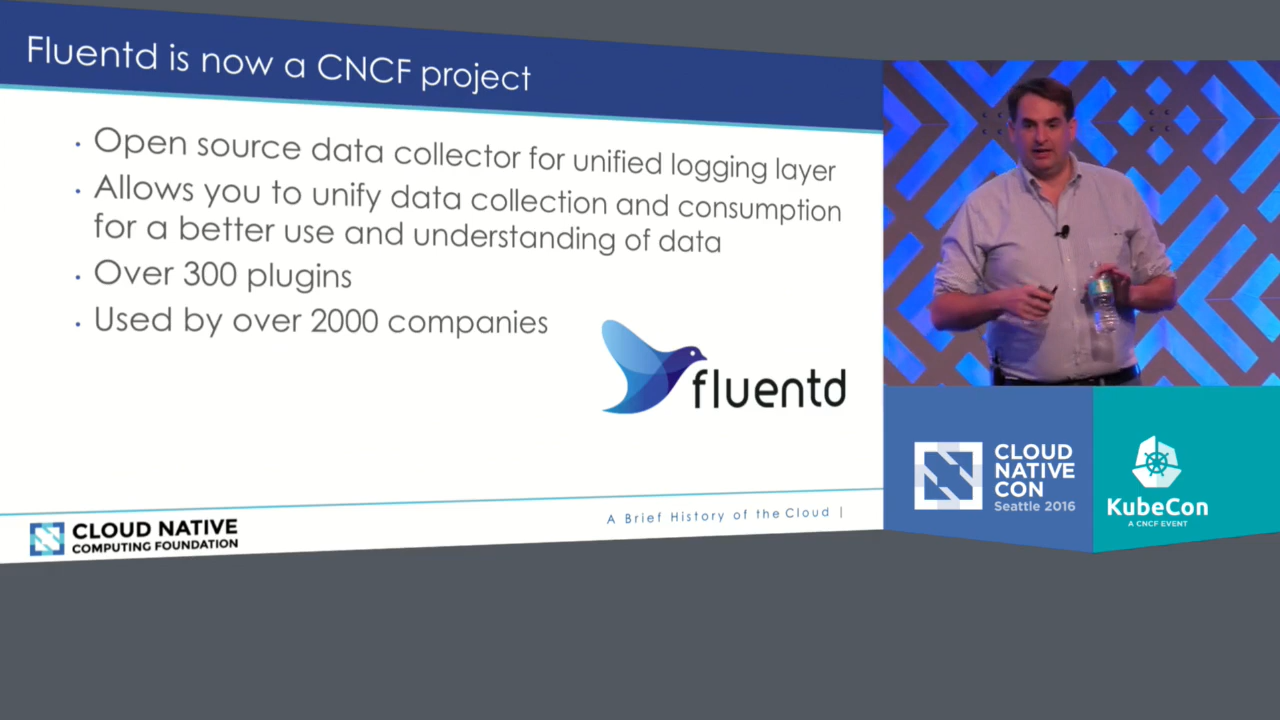 Fluentd is now a CNCF project
· Open source data collector for unified logging layer
· Allows you to unify data collection and consumption
for a better use and understanding of data
· Over 300 plugins
· Used by over 2000 companies
fluentd
A Brief History of the Cloud |
CLOUD NATIVE
COMPUTING FOUNDATION
CLOUD
NATIVE
CON
Seattle 2016
KubeCon
A CNCF EVENT